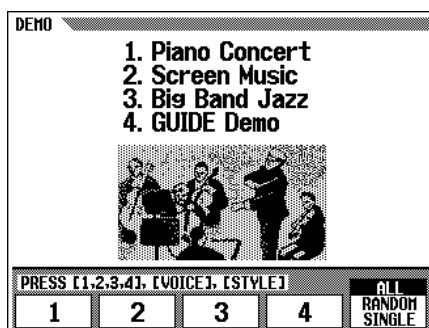 DEMO
1. Piano Concert
2. Screen Music
3. Big Band Jazz
4. GUIDE Demo
PRESS [1,2,3,4], [VOICE], [STYLE]
1 2 3 4
ALL
RANDOM
SINGLE